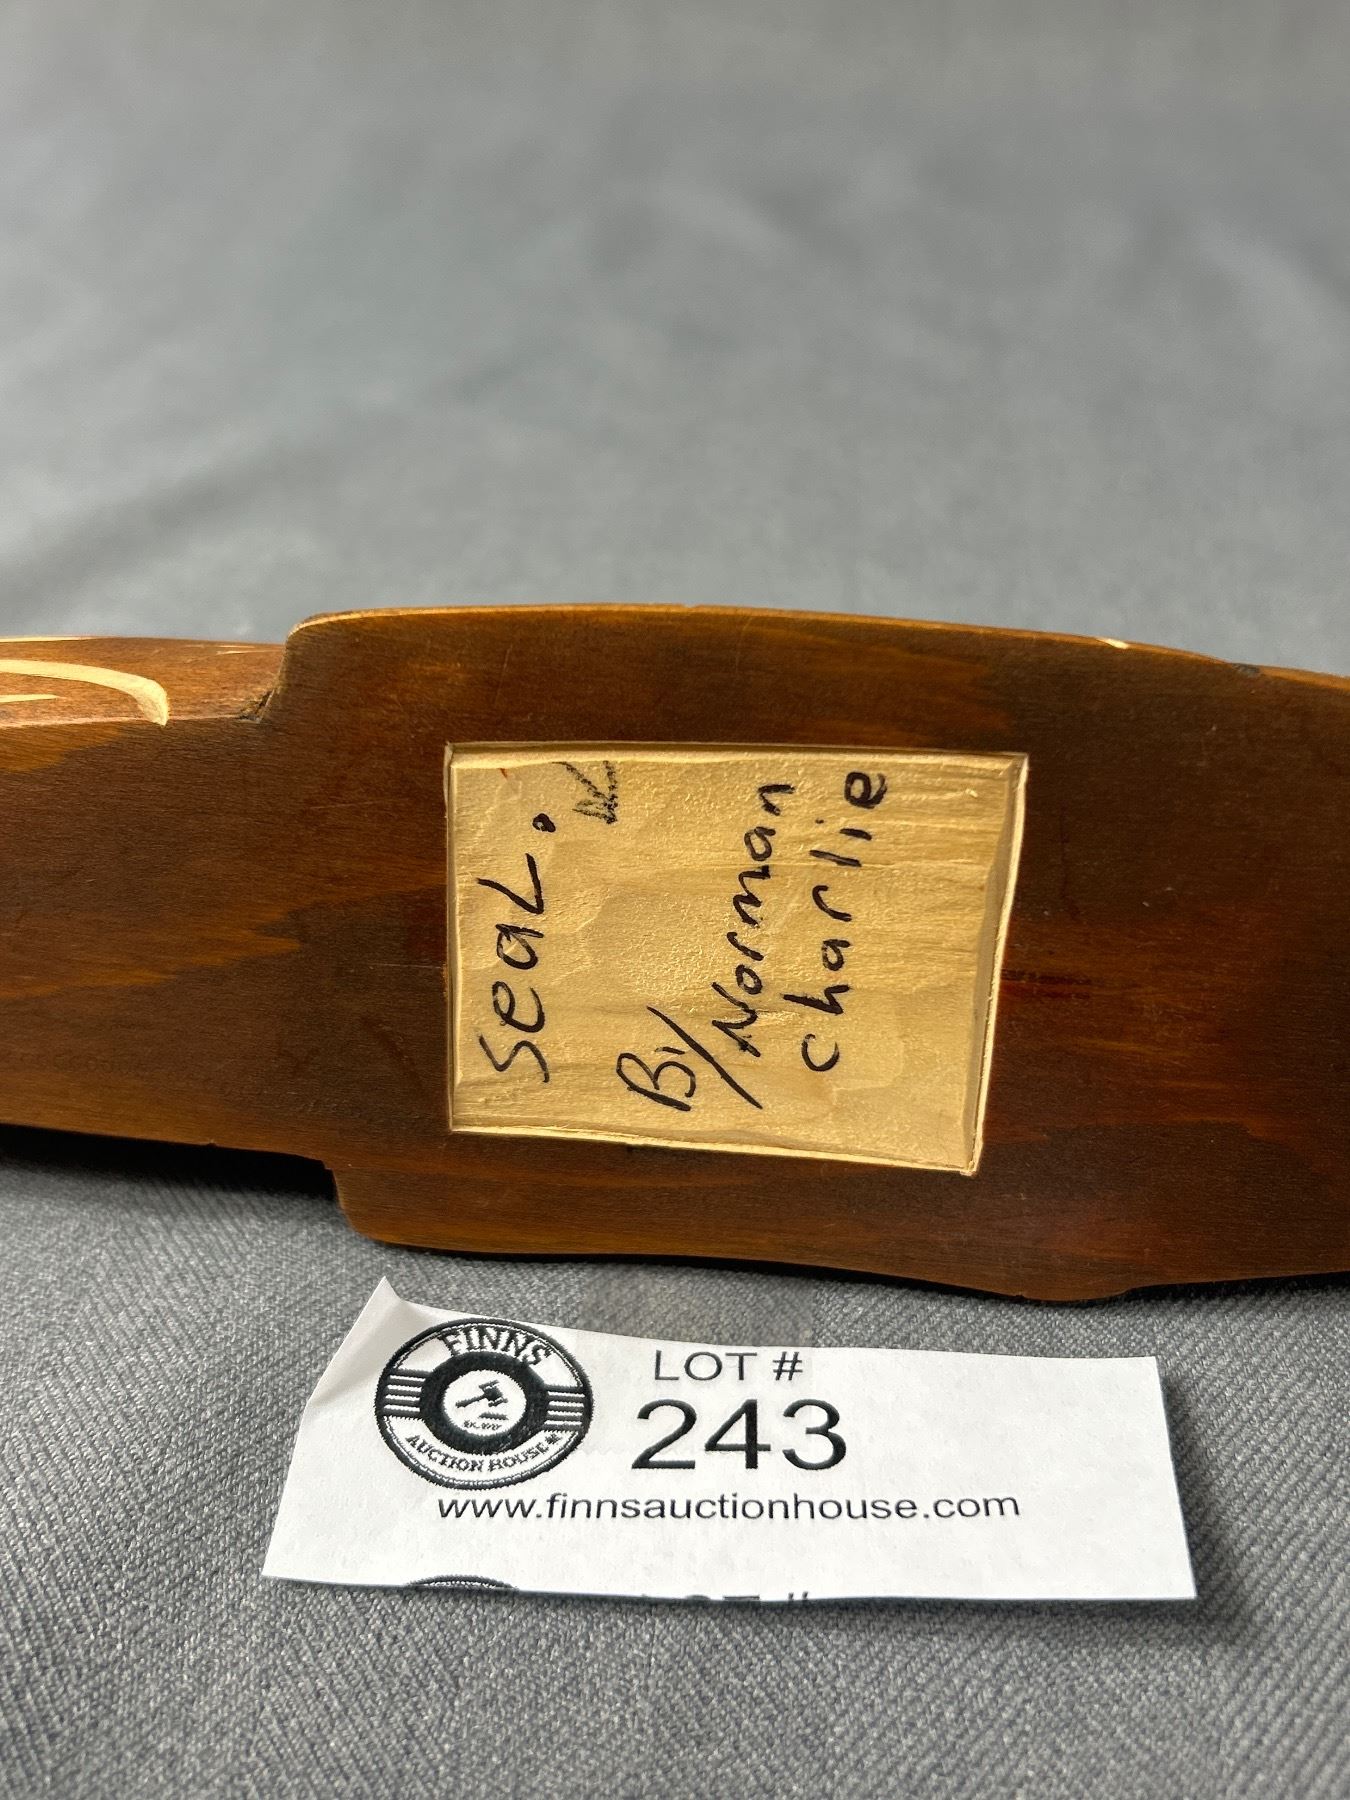 Seal.
By
Norman
Charlie
FINNS
AUCTION HOUSE
LOT #
243
www.finnsauctionhouse.com